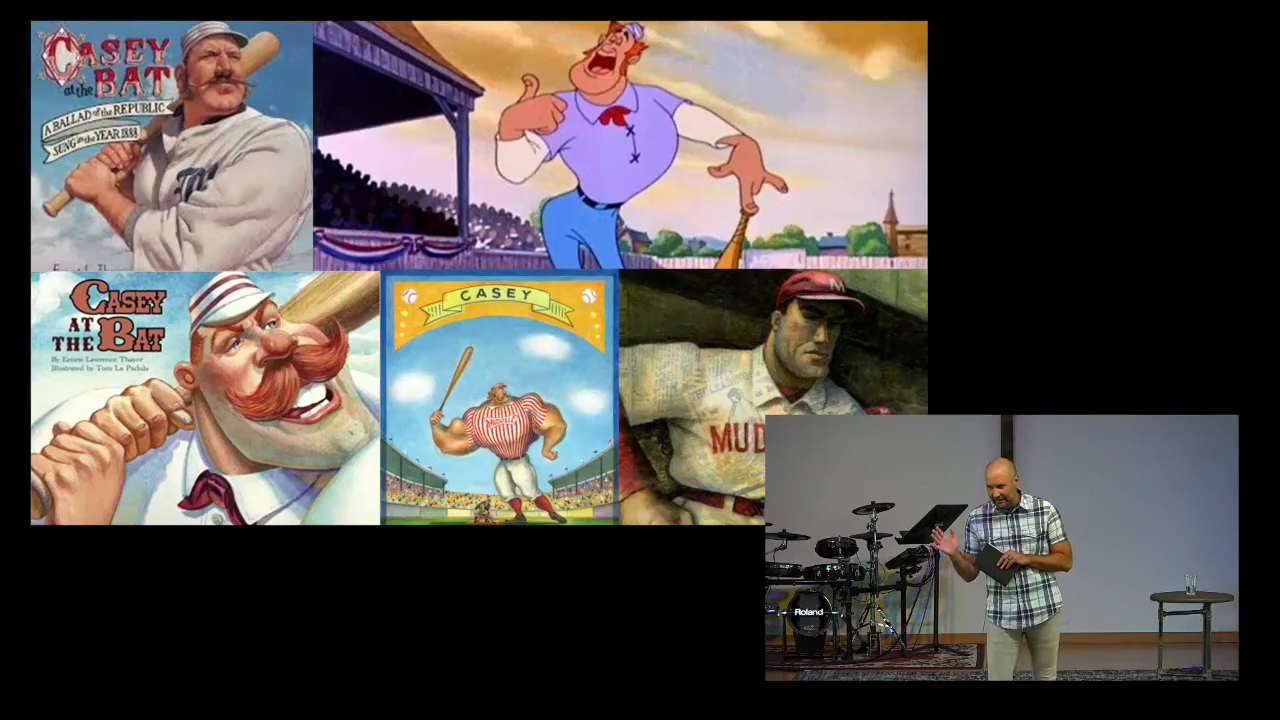 CASEY
at the
BAT
A BALLAD of the REPUBLIC
SUNG in the YEAR 1888
CASEY
AT
THE BAT
By Ernest Lawrence Thayer
Illustrated by Tom La Padula
CASEY
MUDVILLE
M
MUD
Roland